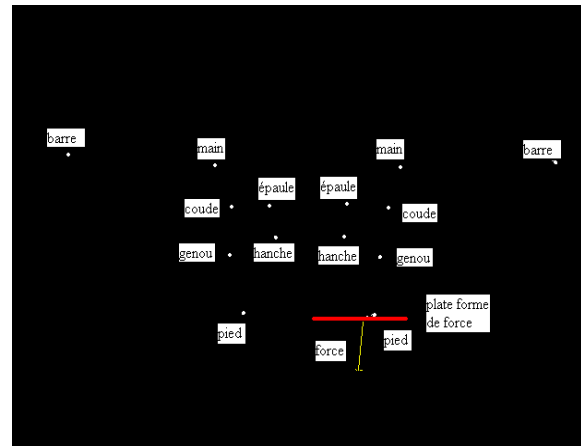 barre
main
main
barre
épaule
épaule
coude
coude
genou
hanche
hanche
genou
plate forme
de force
pied
force
pied